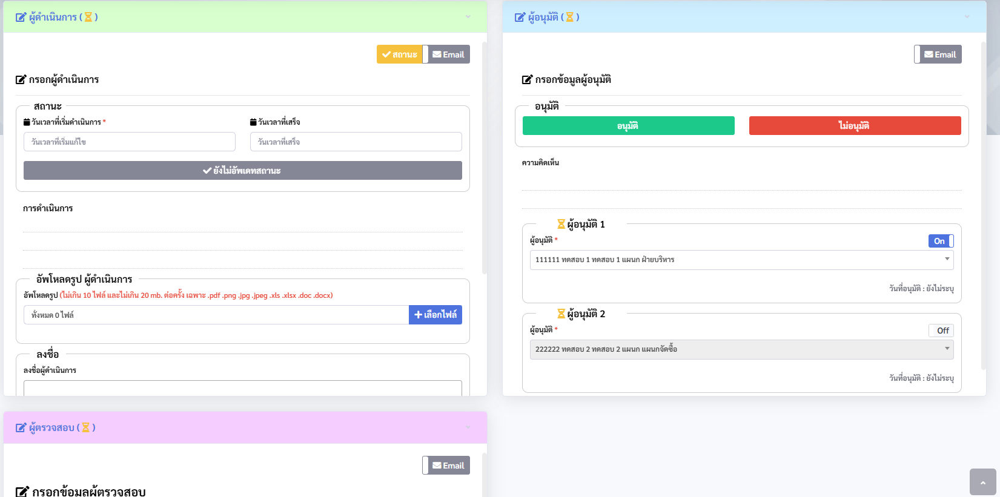 ผู้ดำเนินการ ( )
สถานะ
Email
กรอกผู้ดำเนินการ
สถานะ
วันเวลาที่เริ่มดำเนินการ *
วันเวลาที่เสร็จ
วันเวลาที่เริ่มแก้ไข
วันเวลาที่เสร็จ
ยังไม่อัพเดทสถานะ
การดำเนินการ
อัพโหลดรูป ผู้ดำเนินการ
อัพโหลดรูป (ไม่เกิน 10 ไฟล์ และไม่เกิน 20 mb. ต่อครั้ง เฉพาะ .pdf .png .jpg .jpeg .xls .xlsx .doc .docx)
ทั้งหมด 0 ไฟล์
เลือกไฟล์
ลงชื่อ
ลงชื่อผู้ดำเนินการ
ผู้อนุมัติ ( )
Email
กรอกข้อมูลผู้อนุมัติ
อนุมัติ
อนุมัติ
ไม่อนุมัติ
ความคิดเห็น
ผู้อนุมัติ 1
ผู้อนุมัติ *
On
111111 ทดสอบ 1 ทดสอบ 1 แผนก ฝ่ายบริหาร
วันที่อนุมัติ : ยังไม่ระบุ
ผู้อนุมัติ 2
ผู้อนุมัติ *
Off
222222 ทดสอบ 2 ทดสอบ 2 แผนก แผนกจัดซื้อ
วันที่อนุมัติ : ยังไม่ระบุ
ผู้ตรวจสอบ ( )
Email
กรอกข้อมูลผู้ตรวจสอบ